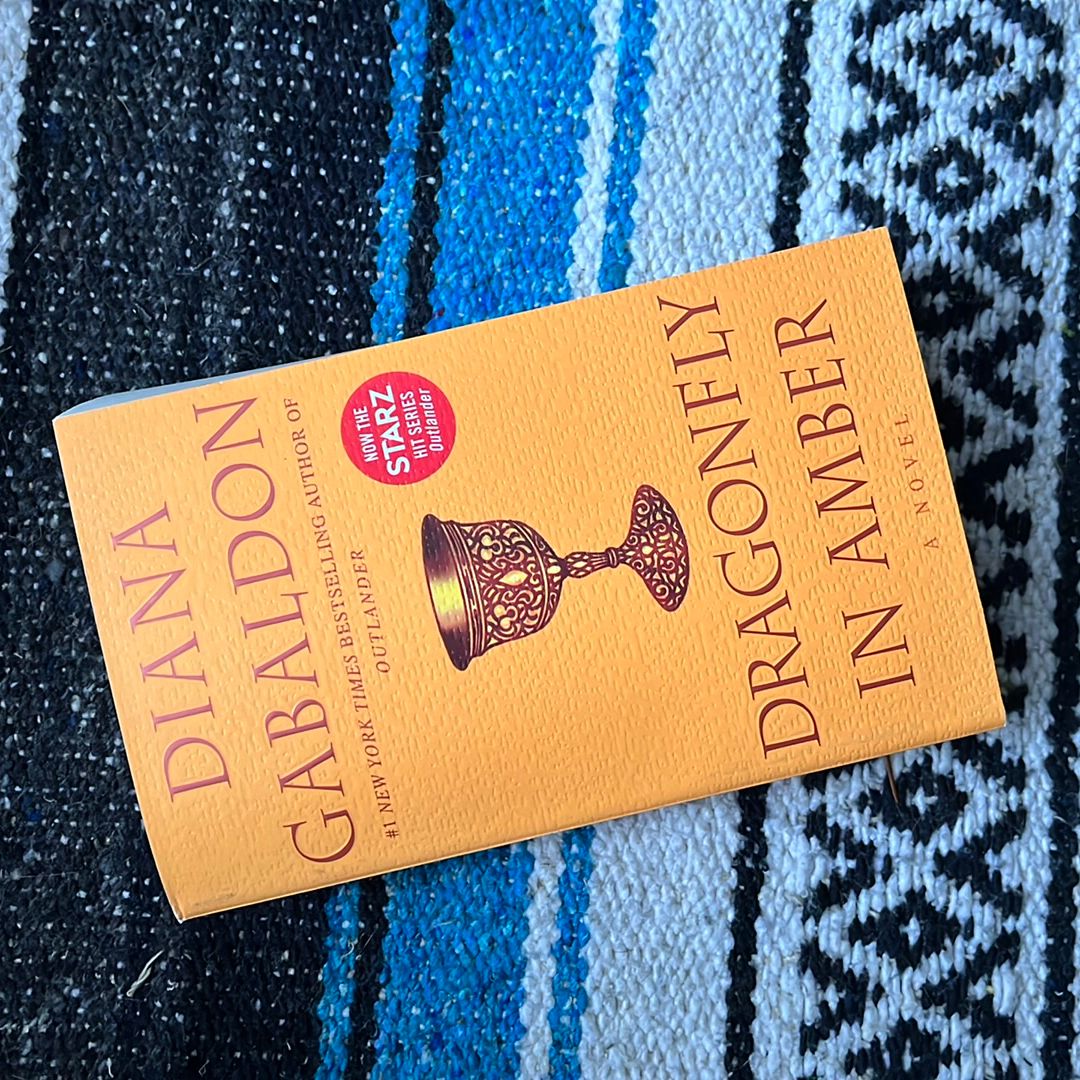 DIANA
GABALDON
#1 NEW YORK TIMES BESTSELLING AUTHOR OF
OUTLANDER
NOW THE
STARZ
HIT SERIES
Outlander
DRAGONFLY
IN AMBER
A NOVEL